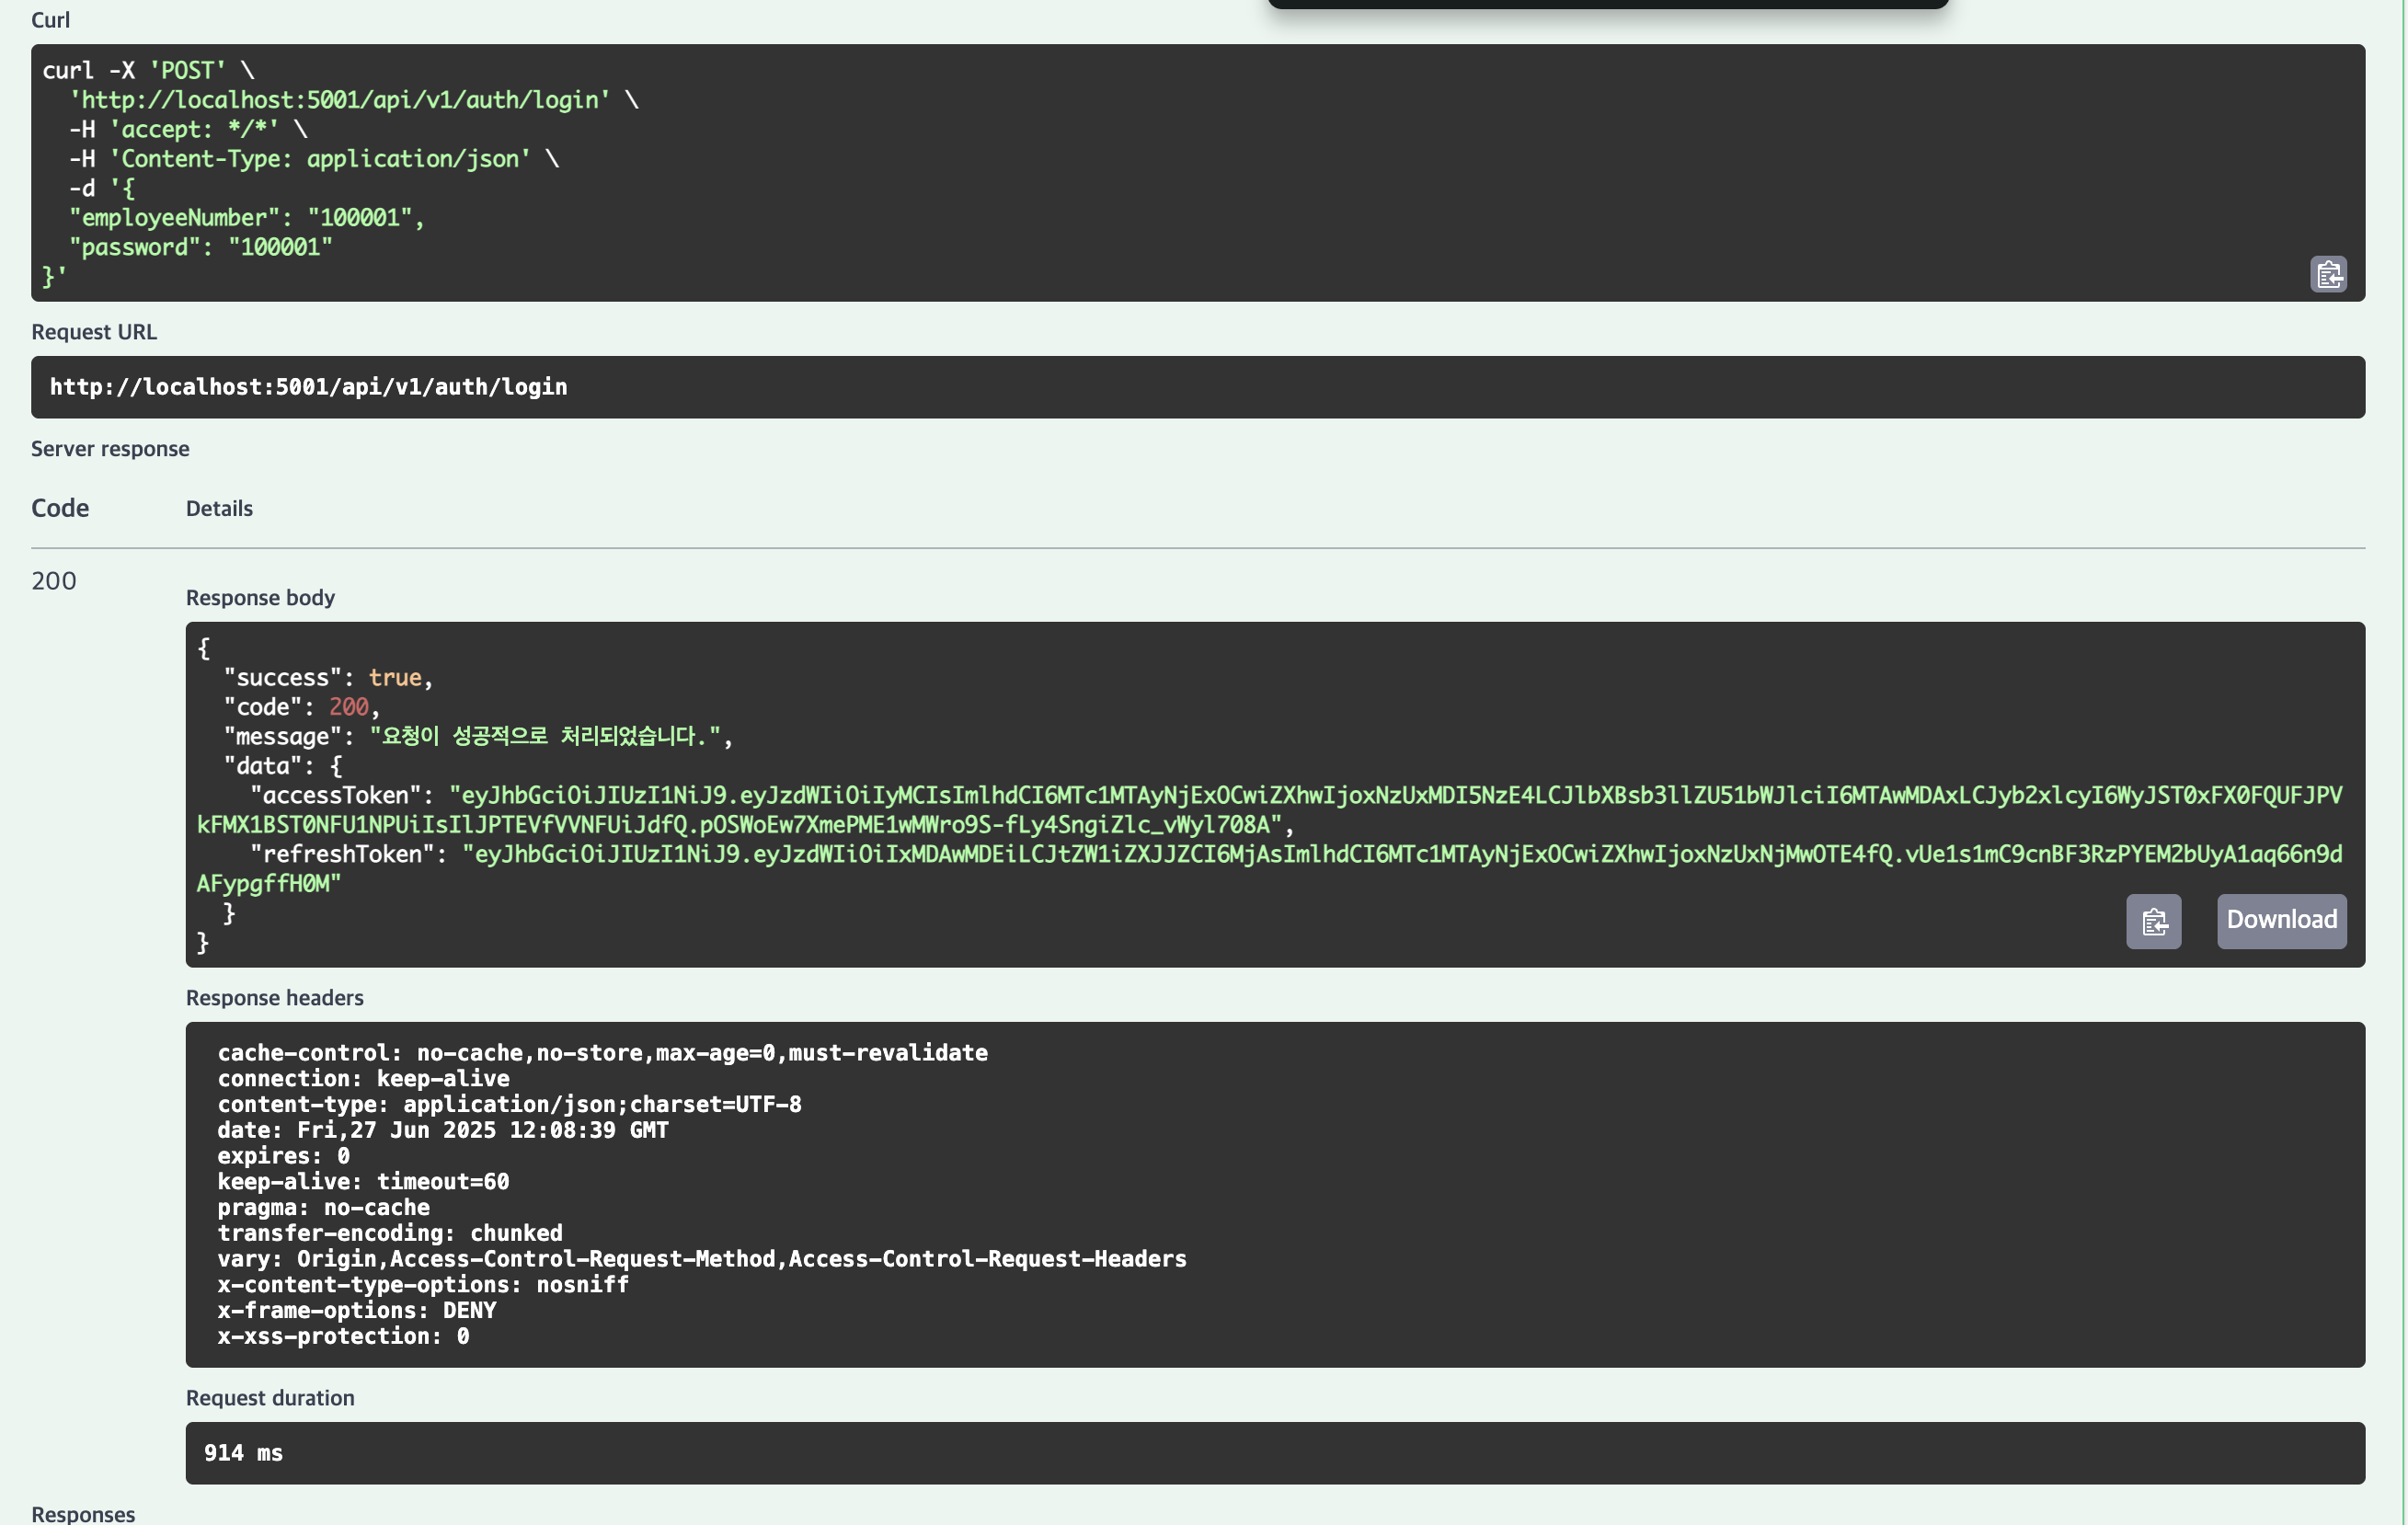 Curl
curl -X 'POST' \
'http://localhost:5001/api/v1/auth/login' \
-H 'accept: */*' \
-H 'Content-Type: application/json' \
-d '{
"employeeNumber": "100001",
"password": "100001"
}'
Request URL
http://localhost:5001/api/v1/auth/login
Server response
Code Details
200
Response body
{
"success": true,
"code": 200,
"message": "요청이 성공적으로 처리되었습니다.",
"data": {
"accessToken": "eyJhbGciOiJIUzI1NiJ9.eyJzdWIiOiIyMCIsImlhdCI6MTc1MTAyNjExOCwiZXhwIjoxNzUxMDI5NzE4LCJlbXBsb3llZU51bWJlciI6MTAwMDAxLCJyb2xlcyI6WyJST0xFX0FQUFJPV
kFMX1BST0NFU1NPUiIsIlJPTEVfVVNFUiJdfQ.pOSWoEw7XmePME1wMWro9S-fLy4SngiZlc_vWyl708A",
"refreshToken": "eyJhbGciOiJIUzI1NiJ9.eyJzdWIiOiIxMDAwMDEiLCJtZW1iZXJJZCI6MjAsImlhdCI6MTc1MTAyNjExOCwiZXhwIjoxNzUxNjMwOTE4fQ.vUe1s1mC9cnBF3RzPYEM2bUyA1aq66n9d
AFypgffH0M"
}
}
Download
Response headers
cache-control: no-cache,no-store,max-age=0,must-revalidate
connection: keep-alive
content-type: application/json;charset=UTF-8
date: Fri,27 Jun 2025 12:08:39 GMT
expires: 0
keep-alive: timeout=60
pragma: no-cache
transfer-encoding: chunked
vary: Origin,Access-Control-Request-Method,Access-Control-Request-Headers
x-content-type-options: nosniff
x-frame-options: DENY
x-xss-protection: 0
Request duration
914 ms
Responses